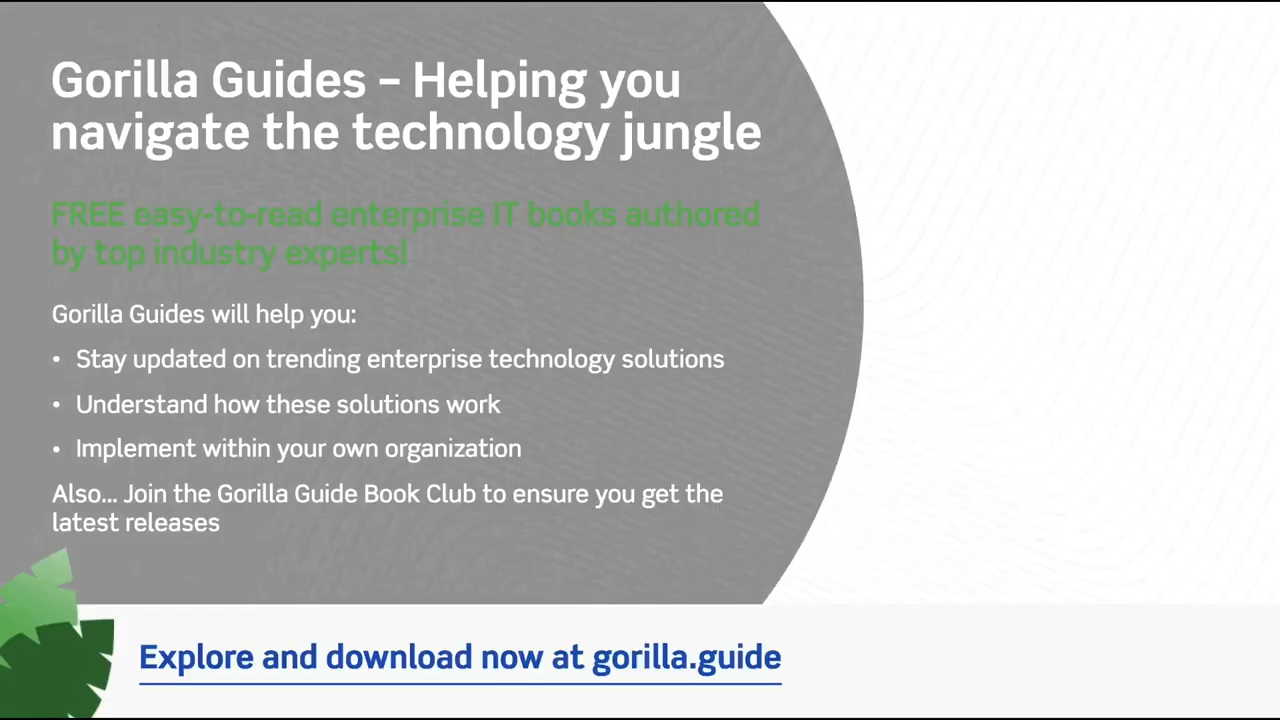 Gorilla Guides – Helping you
navigate the technology jungle
FREE easy-to-read enterprise IT books authored
by top industry experts!
Gorilla Guides will help you:
• Stay updated on trending enterprise technology solutions
• Understand how these solutions work
• Implement within your own organization
Also... Join the Gorilla Guide Book Club to ensure you get the
latest releases
Explore and download now at gorilla.guide